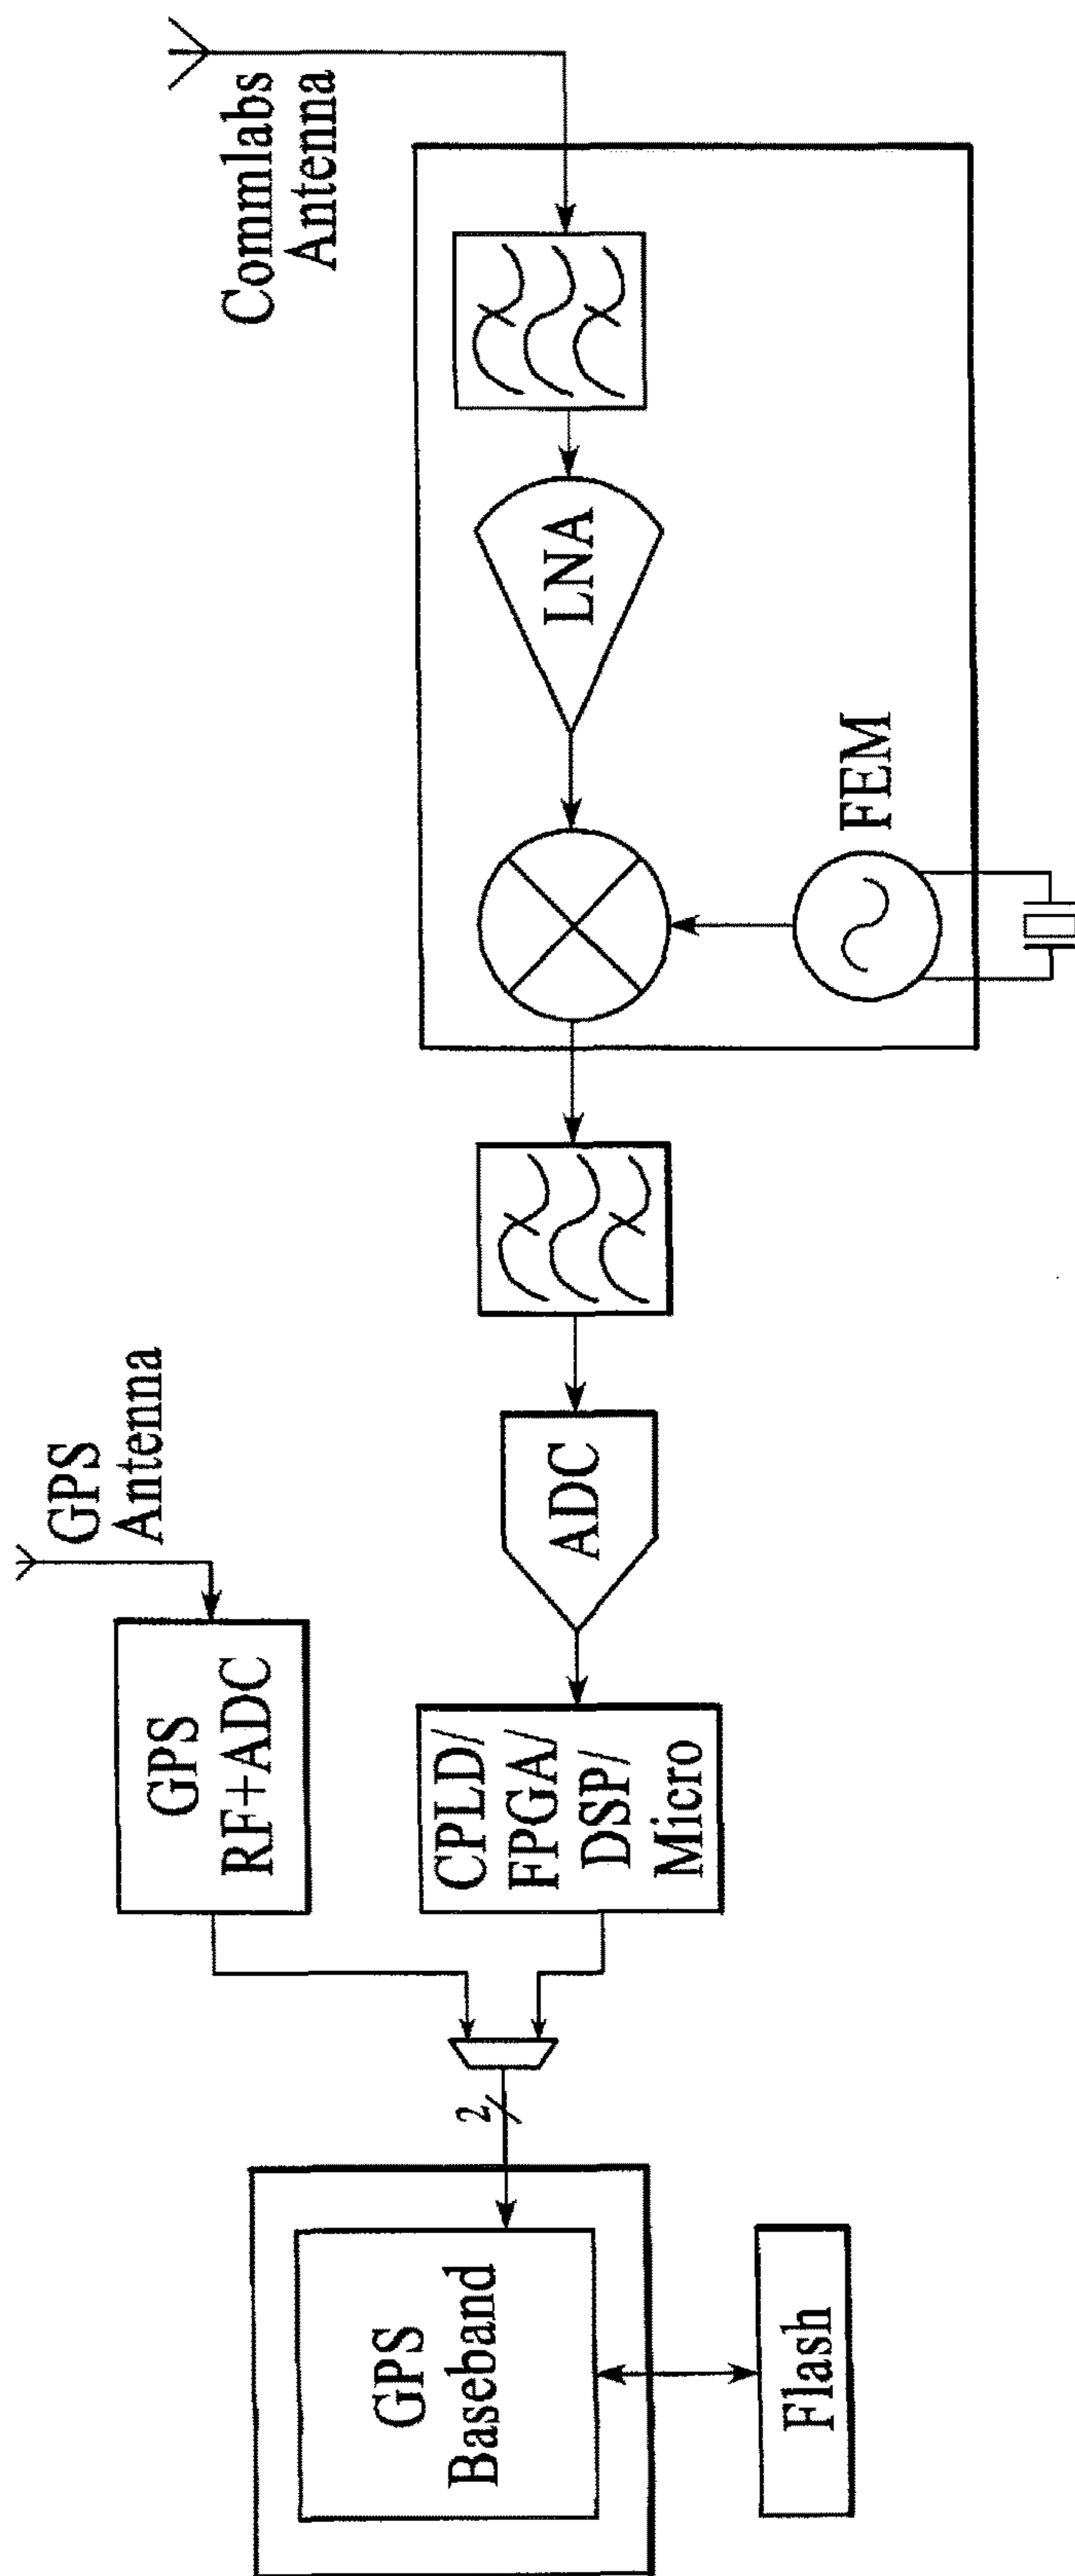 Commlabs
Antenna
LNA
FEM
GPS
Antenna
ADC
GPS
RF+ADC
CPLD/
FPGA/
DSP/
Micro
2
GPS
Baseband
Flash